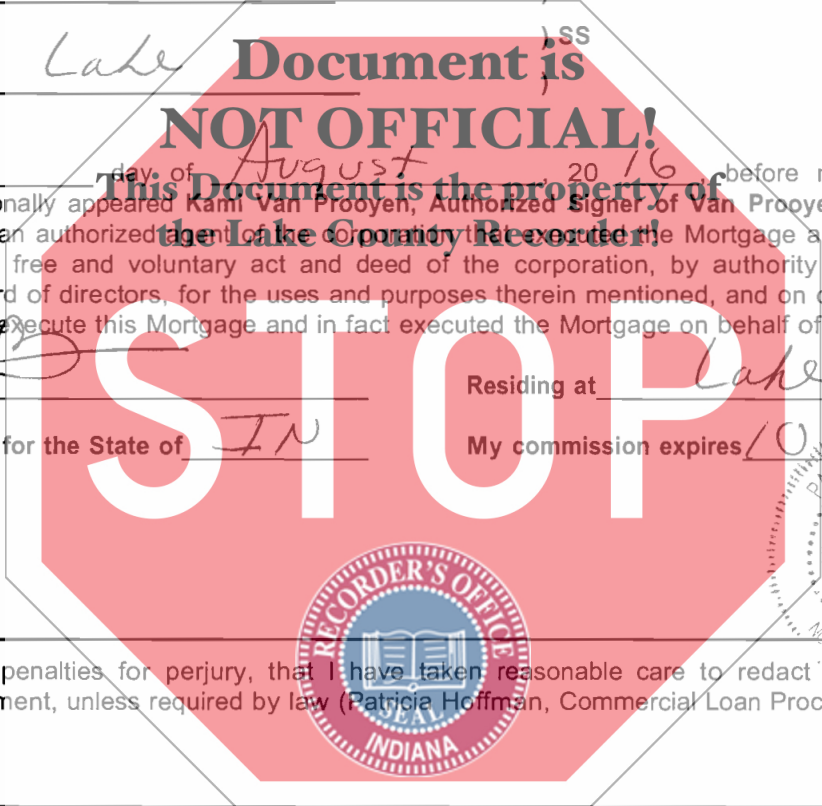 Lake ) SS
Document is
)
NOT OFFICIAL!
day of August , 20 16 , before
This Document is the property of
nally appeared Kami Van Prooyen, Authorized Signer of Van Prooye
the Lake County Recorder!
an authorized agent of the corporation that executed the Mortgage a
free and voluntary act and deed of the corporation, by authority
d of directors, for the uses and purposes therein mentioned, and on
execute this Mortgage and in fact executed the Mortgage on behalf of
STOP
Residing at Lake
for the State of IN My commission expires 10
RECORDER'S OFFICE
penalties for perjury, that I have taken reasonable care to redact
ment, unless required by law (Patricia Hoffman, Commercial Loan Proc
SEAL
INDIANA